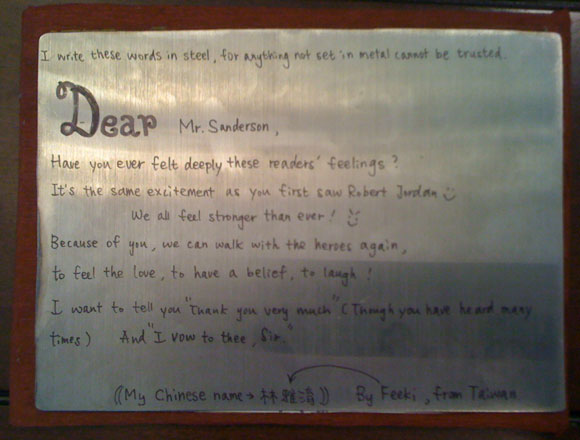 I write these words in steel, for anything not set in metal cannot be trusted.
Dear Mr. Sanderson,
Have you ever felt deeply these readers' feelings?
It's the same excitement as you first saw Robert Jordan
We all feel stronger than ever!
Because of you, we can walk with the heroes again,
to feel the love, to have a belief, to laugh!
I want to tell you "Thank you very much" (Though you have heard many
times) And "I vow to thee, Sir."
((My Chinese name→ 林雅淯)) By Feeki, from Taiwan